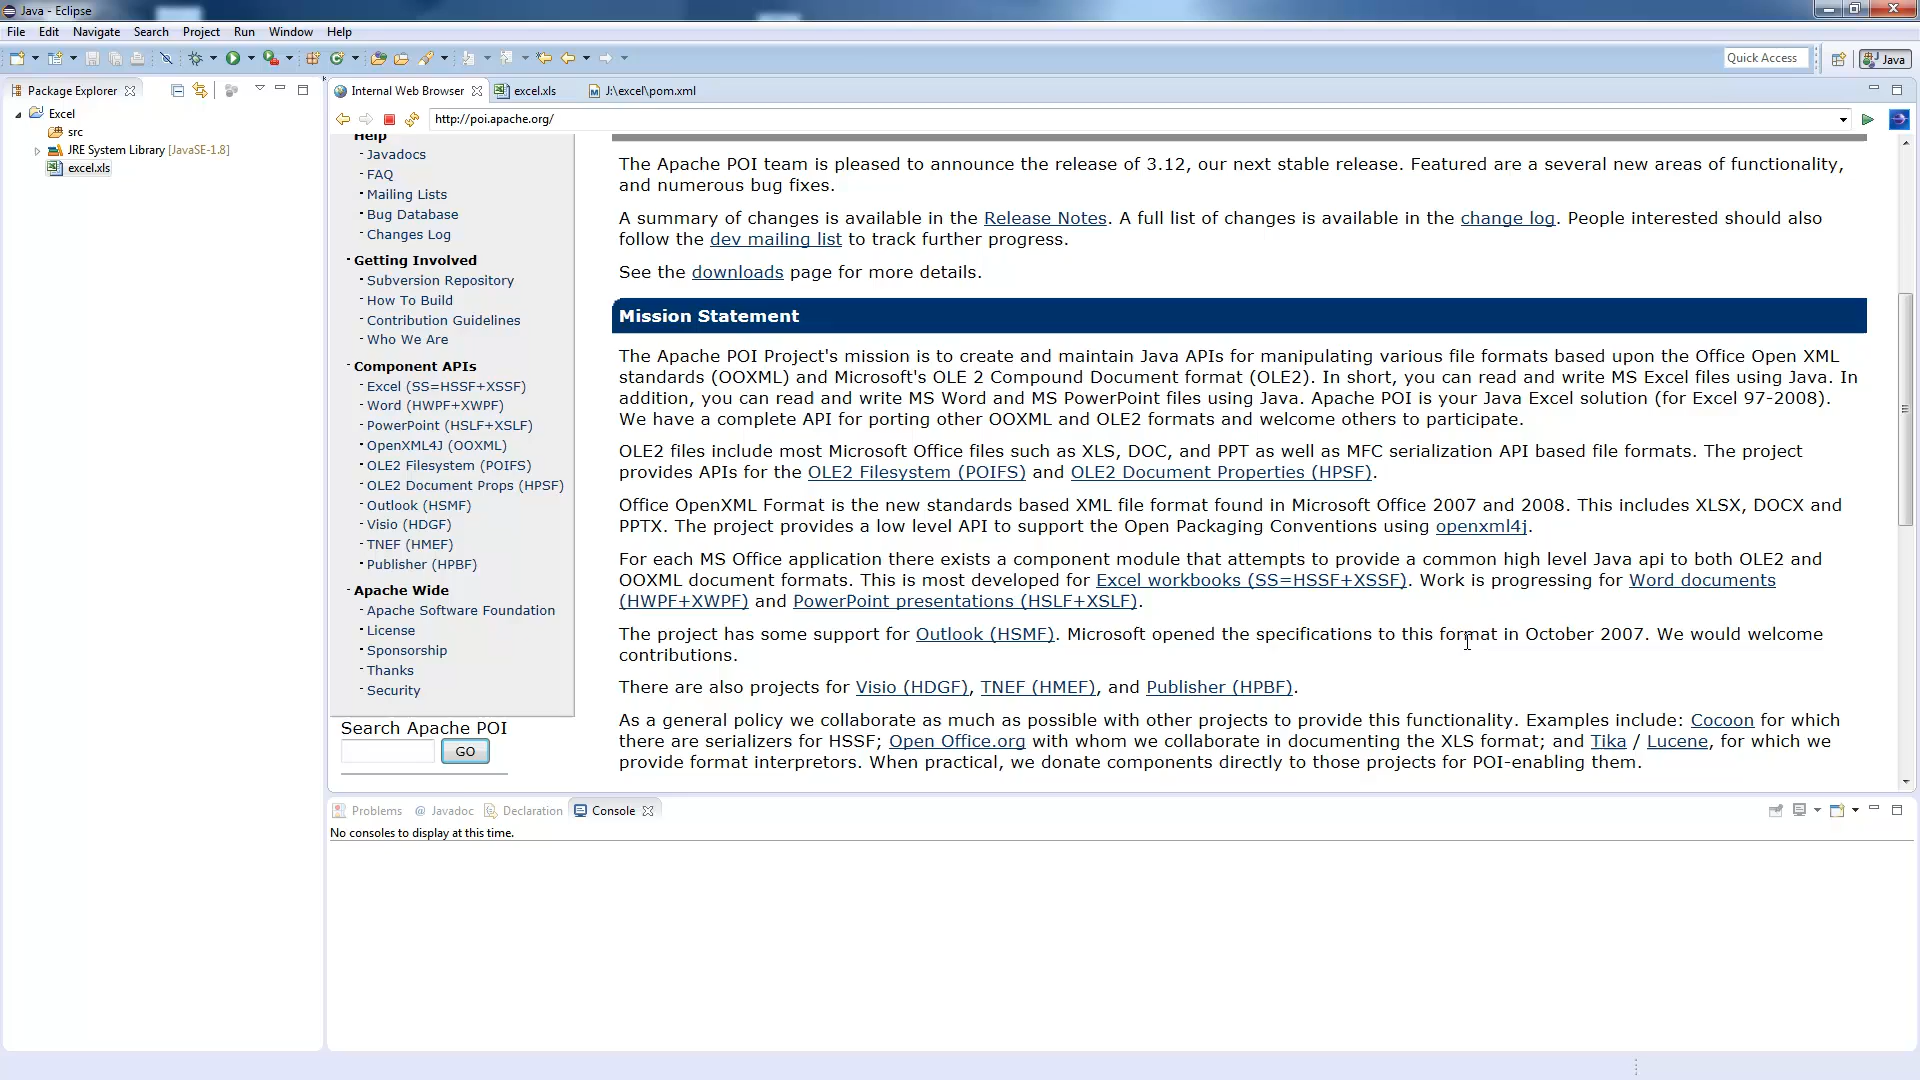 Java - Eclipse
File Edit Navigate Search Project Run Window Help
Quick Access
Java
Package Explorer
Excel
src
JRE System Library [JavaSE-1.8]
excel.xls
Internal Web Browser
excel.xls
J:\excel\pom.xml
http://poi.apache.org/
Help
Javadocs
FAQ
Mailing Lists
Bug Database
Changes Log
Getting Involved
Subversion Repository
How To Build
Contribution Guidelines
Who We Are
Component APIs
Excel (SS=HSSF+XSSF)
Word (HWPF+XWPF)
PowerPoint (HSLF+XSLF)
OpenXML4J (OOXML)
OLE2 Filesystem (POIFS)
OLE2 Document Props (HPSF)
Outlook (HSMF)
Visio (HDGF)
TNEF (HMEF)
Publisher (HPBF)
Apache Wide
Apache Software Foundation
License
Sponsorship
Thanks
Security
Search Apache POI
GO
The Apache POI team is pleased to announce the release of 3.12, our next stable release. Featured are a several new areas of functionality,
and numerous bug fixes.
A summary of changes is available in the Release Notes. A full list of changes is available in the change log. People interested should also
follow the dev mailing list to track further progress.
See the downloads page for more details.
Mission Statement
The Apache POI Project's mission is to create and maintain Java APIs for manipulating various file formats based upon the Office Open XML
standards (OOXML) and Microsoft's OLE 2 Compound Document format (OLE2). In short, you can read and write MS Excel files using Java. In
addition, you can read and write MS Word and MS PowerPoint files using Java. Apache POI is your Java Excel solution (for Excel 97-2008).
We have a complete API for porting other OOXML and OLE2 formats and welcome others to participate.
OLE2 files include most Microsoft Office files such as XLS, DOC, and PPT as well as MFC serialization API based file formats. The project
provides APIs for the OLE2 Filesystem (POIFS) and OLE2 Document Properties (HPSF).
Office OpenXML Format is the new standards based XML file format found in Microsoft Office 2007 and 2008. This includes XLSX, DOCX and
PPTX. The project provides a low level API to support the Open Packaging Conventions using openxml4j.
For each MS Office application there exists a component module that attempts to provide a common high level Java api to both OLE2 and
OOXML document formats. This is most developed for Excel workbooks (SS=HSSF+XSSF). Work is progressing for Word documents
(HWPF+XWPF) and PowerPoint presentations (HSLF+XSLF).
The project has some support for Outlook (HSMF). Microsoft opened the specifications to this format in October 2007. We would welcome
contributions.
There are also projects for Visio (HDGF), TNEF (HMEF), and Publisher (HPBF).
As a general policy we collaborate as much as possible with other projects to provide this functionality. Examples include: Cocoon for which
there are serializers for HSSF; Open Office.org with whom we collaborate in documenting the XLS format; and Tika / Lucene, for which we
provide format interpretors. When practical, we donate components directly to those projects for POI-enabling them.
Problems @ Javadoc Declaration Console
No consoles to display at this time.